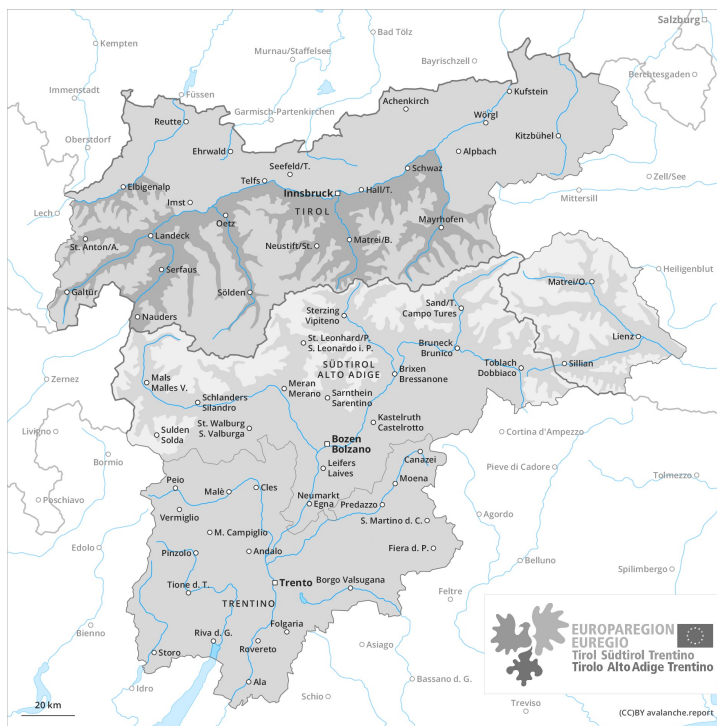 Salzburg
Kempten
Bad Tölz
Murnau/Staffelsee
Bayrischzell
Berchtesgaden
Immenstadt
Füssen
Achenkirch
Kufstein
Garmisch-Partenkirchen
Reutte
Wörgl
Oberstdorf
Kitzbühel
Ehrwald
Alpbach
Seefeld/T.
Schwaz
Telfs
Zell/See
Elbigenalp
Innsbruck
Hall/T.
Mittersill
Imst
TIROL
Lech
Oetz
Mayrhofen
Landeck
Matrei/B.
St. Anton/A.
Neustift/St.
Serfaus
Heiligenblut
Matrei/O.
Galtür
Sölden
Sand/T.
Campo Tures
Nauders
Sterzing
Vipiteno
Lienz
St. Leonhard/P.
S. Leonardo i. P.
Bruneck
Brunico
SÜDTIROL
ALTO ADIGE
Sillian
Toblach
Dobbiaco
Brixen
Bressanone
Zernez
Mals
Malles V.
Meran
Merano
Sarnthein
Sarentino
Schlanders
Silandro
Kastelruth
Castelrotto
St. Walburg
S. Valburga
Sulden
Solda
Livigno
Cortina d'Ampezzo
Bozen
Bolzano
Bormio
Canazei
Leifers
Laives
Pieve di Cadore
Tolmezzo
Peio
Moena
Malè
Cles
Poschiavo
Neumarkt
Egna
Predazzo
Vermiglio
Agordo
S. Martino d. C.
M. Campiglio
Edolo
Pinzolo
Andalo
Fiera d. P.
Belluno
Spilimbergo
Trento
Borgo Valsugana
Tione d. T.
Feltre
TRENTINO
Folgaria
Bienno
Riva d. G.
Rovereto
Asiago
Storo
Bassano d. G.
Ala
Idro
Schio
Treviso
EUROPAREGION
EUREGIO
Tirol Südtirol Trentino
Tirolo Alto Adige Trentino
20 km
(CC)BY avalanche.report